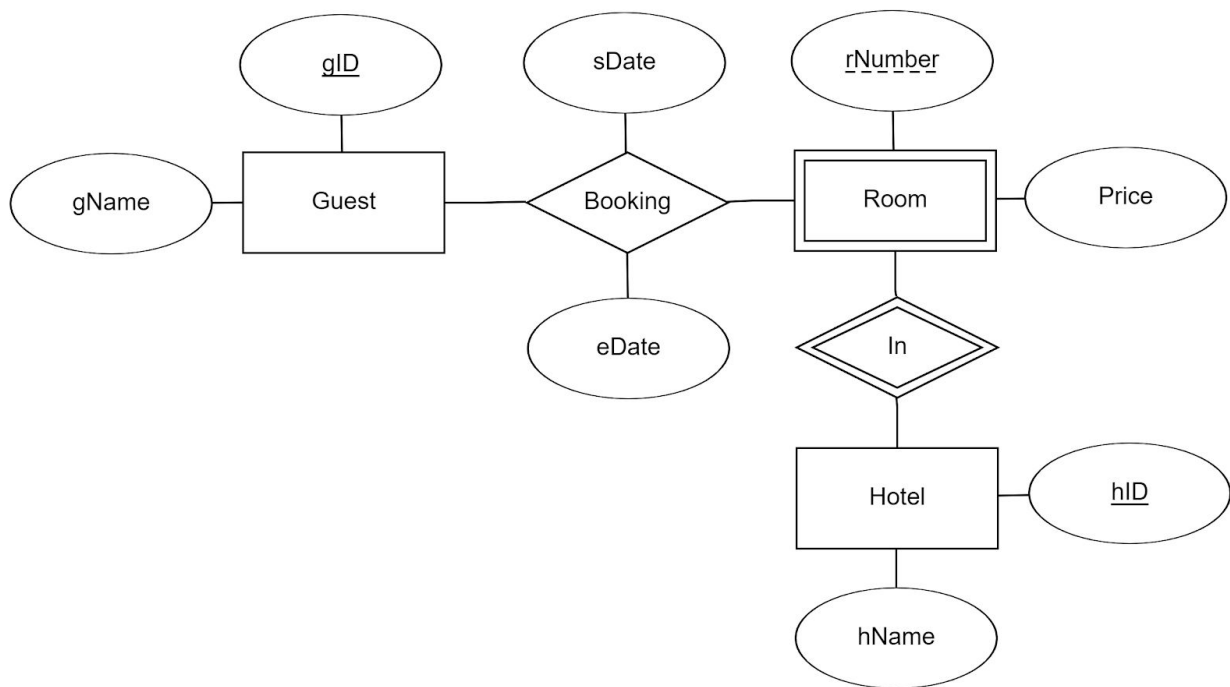 gID
sDate
rNumber
gName
Guest
Booking
Room
Price
eDate
In
Hotel
hID
hName